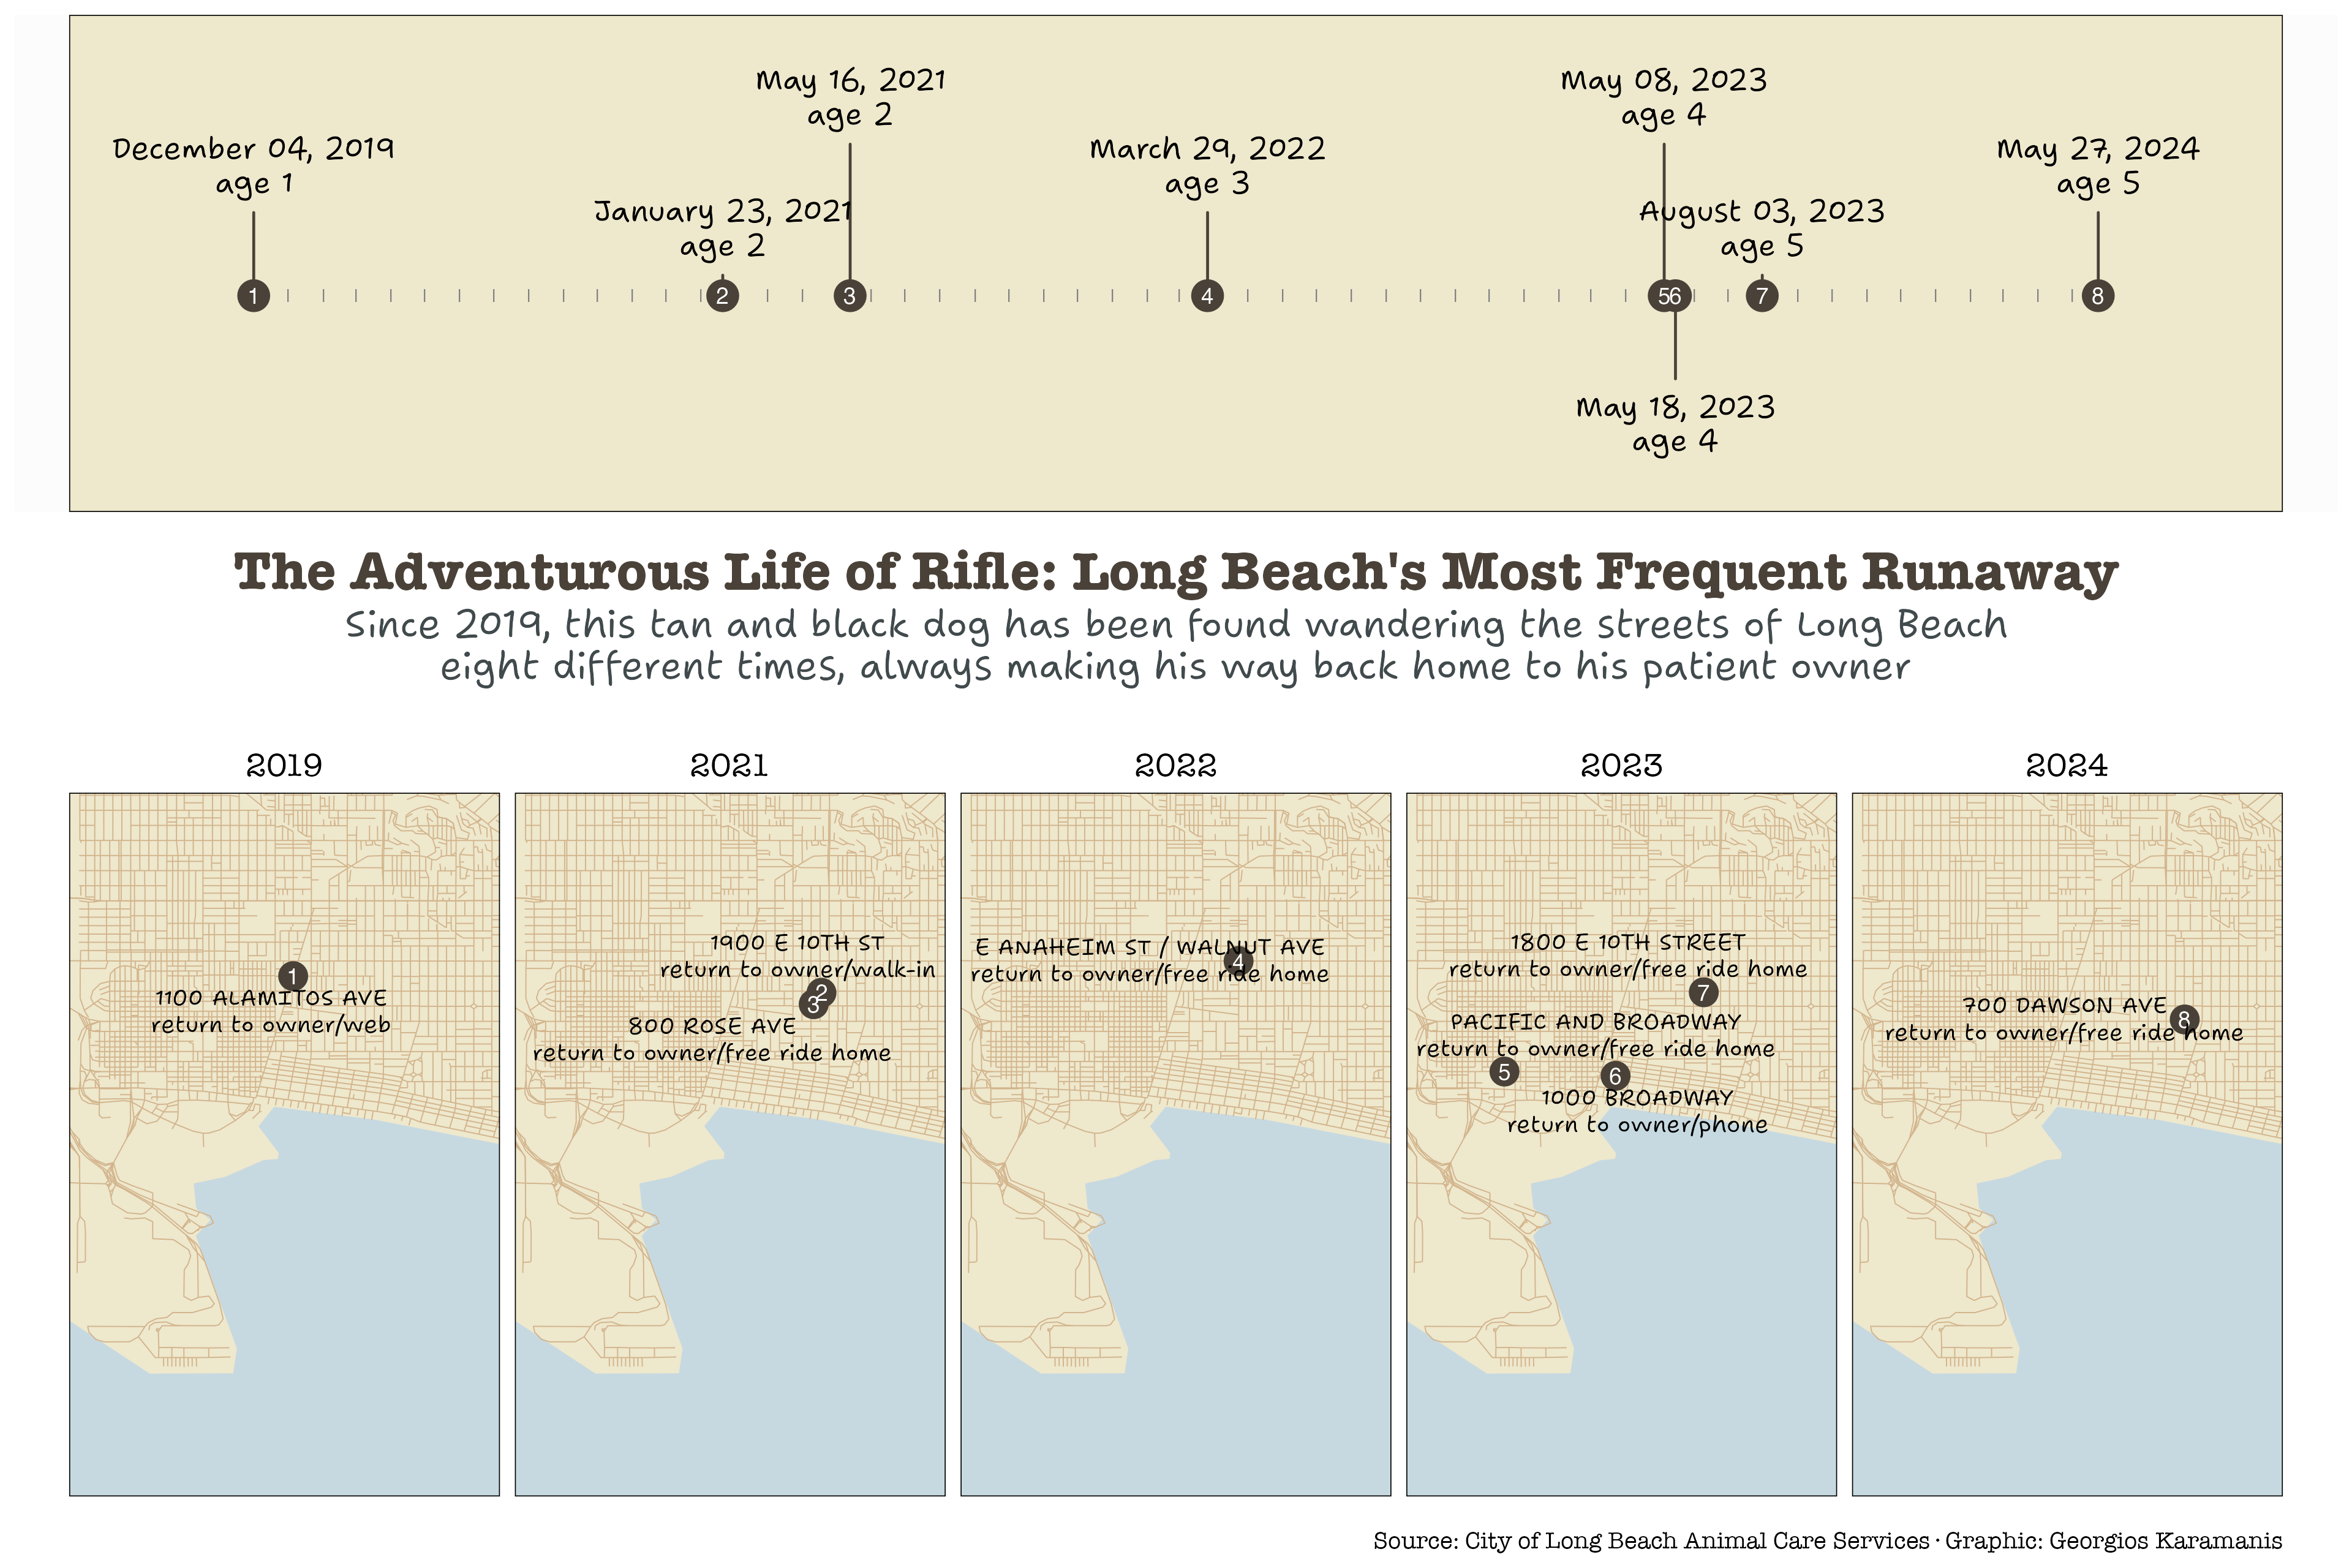 May 16, 2021
age 2
May 08, 2023
age 4
December 04, 2019
age 1
March 29, 2022
age 3
May 27, 2024
age 5
January 23, 2021
age 2
August 03, 2023
age 5
1 2 3 4 5 6 7 8
May 18, 2023
age 4
The Adventurous Life of Rifle: Long Beach's Most Frequent Runaway
Since 2019, this tan and black dog has been found wandering the streets of Long Beach
eight different times, always making his way back home to his patient owner
2019
1
1100 ALAMITOS AVE
return to owner/web
2021
1900 E 10TH ST
return to owner/walk-in
2
3
800 ROSE AVE
return to owner/free ride home
2022
E ANAHEIM ST / WALNUT AVE
4
return to owner/free ride home
2023
1800 E 10TH STREET
return to owner/free ride home
7
PACIFIC AND BROADWAY
return to owner/free ride home
5 6
1000 BROADWAY
return to owner/phone
2024
700 DAWSON AVE
8
return to owner/free ride home
Source: City of Long Beach Animal Care Services · Graphic: Georgios Karamanis